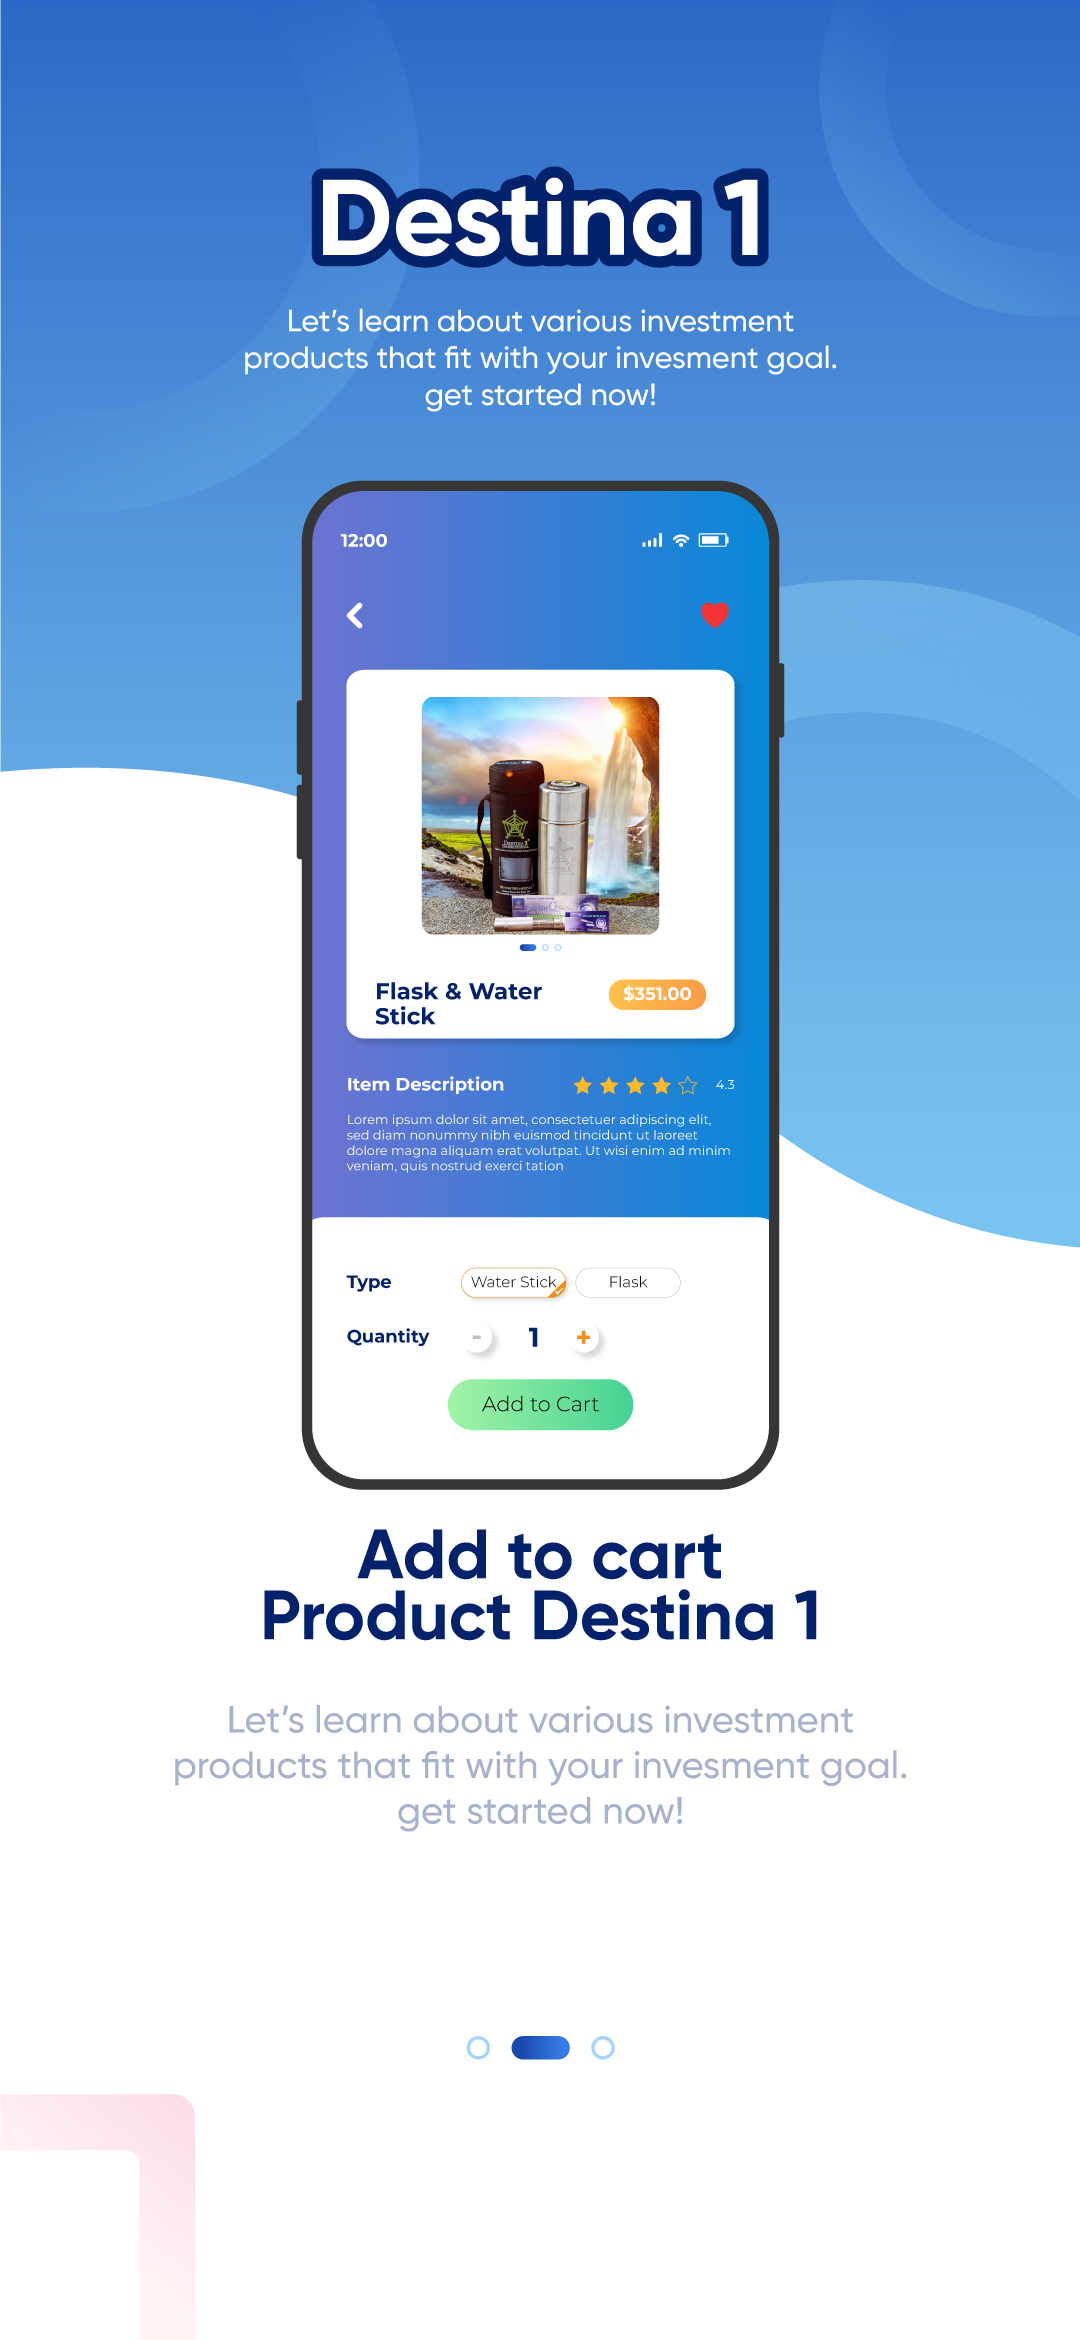 Destina 1
Let's learn about various investment
products that fit with your invesment goal.
get started now!
12:00
DESTINA 1
Flask & Water
Stick
$351.00
Item Description
4.3
Lorem ipsum dolor sit amet, consectetuer adipiscing elit,
sed diam nonummy nibh euismod tincidunt ut laoreet
dolore magna aliquam erat volutpat. Ut wisi enim ad minim
veniam, quis nostrud exerci tation
Type
Water Stick
Flask
Quantity
-
1
+
Add to Cart
Add to cart
Product Destina 1
Let's learn about various investment
products that fit with your invesment goal.
get started now!